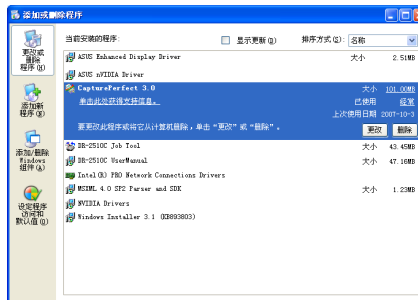 添加或删除程序
当前安装的程序:
显示更新(D)
排序方式(S): 名称
更改或
删除
程序(H)
添加新
程序(N)
添加/删除
Windows
组件(A)
设定程序
访问和
默认值(O)
ASUS Enhanced Display Driver 大小 2.51MB
ASUS nVIDIA Driver
CapturePerfect 3.0 大小 101.00MB
单击此处获得支持信息。 已使用 经常
上次使用日期 2007-10-3
要更改此程序或将它从计算机删除，单击“更改”或“删除”。
更改 删除
DR-2510C Job Tool 大小 43.45MB
DR-2510C UserManual 大小 47.16MB
Intel(R) PRO Network Connections Drivers
MSXML 4.0 SP2 Parser and SDK 大小 1.23MB
NVIDIA Drivers
Windows Installer 3.1 (KB893803)